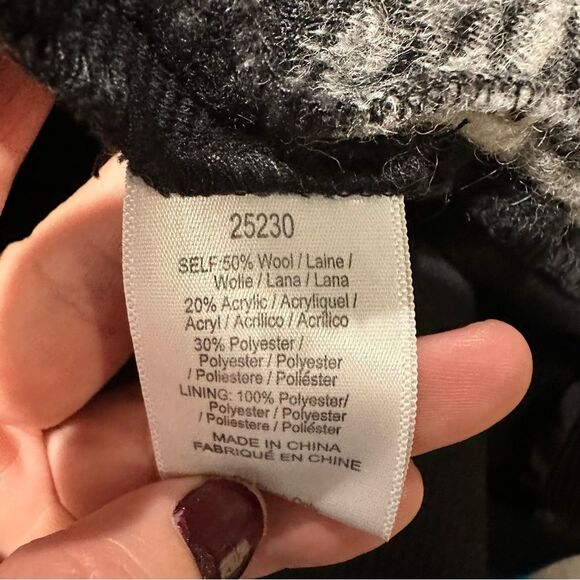 25230
SELF:50% Wool / Laine /
Wolle / Lana / Lana
20% Acrylic / Acryliquel /
Acryl / Acrilico / Acrílico
30% Polyester /
Polyester / Polyester
/ Poliestere / Poliéster
LINING: 100% Polyester/
Polyester / Polyester
/ Poliestere / Poliéster
MADE IN CHINA
FABRIQUÉ EN CHINE